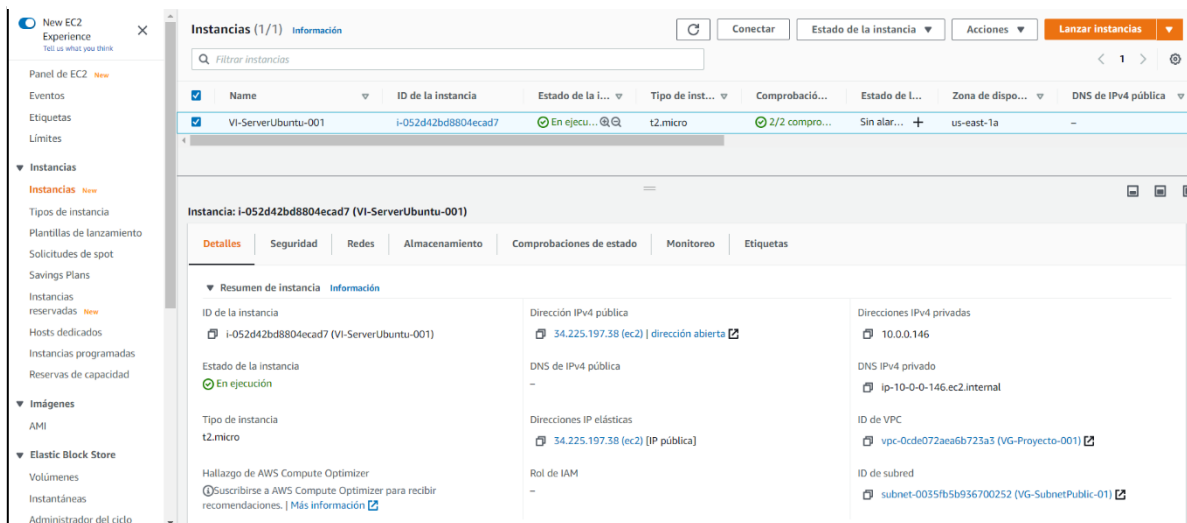 New EC2
Experience
Tell us what you think
Panel de EC2 New
Eventos
Etiquetas
Límites
Instancias
Instancias New
Tipos de instancia
Plantillas de lanzamiento
Solicitudes de spot
Savings Plans
Instancias
reservadas New
Hosts dedicados
Instancias programadas
Reservas de capacidad
Imágenes
AMI
Elastic Block Store
Volúmenes
Instantáneas
Administrador del ciclo
Instancias (1/1) Información
Conectar Estado de la instancia Acciones Lanzar instancias
Filtrar instancias
1
Name ID de la instancia Estado de la i... Tipo de inst... Comprobació... Estado de l... Zona de dispo... DNS de IPv4 pública
VI-ServerUbuntu-001 i-052d42bd8804ecad7 En ejecu... t2.micro 2/2 compro... Sin alar... + us-east-1a –
Instancia: i-052d42bd8804ecad7 (VI-ServerUbuntu-001)
Detalles Seguridad Redes Almacenamiento Comprobaciones de estado Monitoreo Etiquetas
Resumen de instancia Información
ID de la instancia Dirección IPv4 pública Direcciones IPv4 privadas
i-052d42bd8804ecad7 (VI-ServerUbuntu-001) 34.225.197.38 (ec2) | dirección abierta 10.0.0.146
Estado de la instancia DNS de IPv4 pública DNS IPv4 privado
En ejecución – ip-10-0-0-146.ec2.internal
Tipo de instancia Direcciones IP elásticas ID de VPC
t2.micro 34.225.197.38 (ec2) [IP pública] vpc-0cde072aea6b723a3 (VG-Proyecto-001)
Hallazgo de AWS Compute Optimizer Rol de IAM ID de subred
Suscribirse a AWS Compute Optimizer para recibir – subnet-0035fb5b936700252 (VG-SubnetPublic-01)
recomendaciones. | Más información